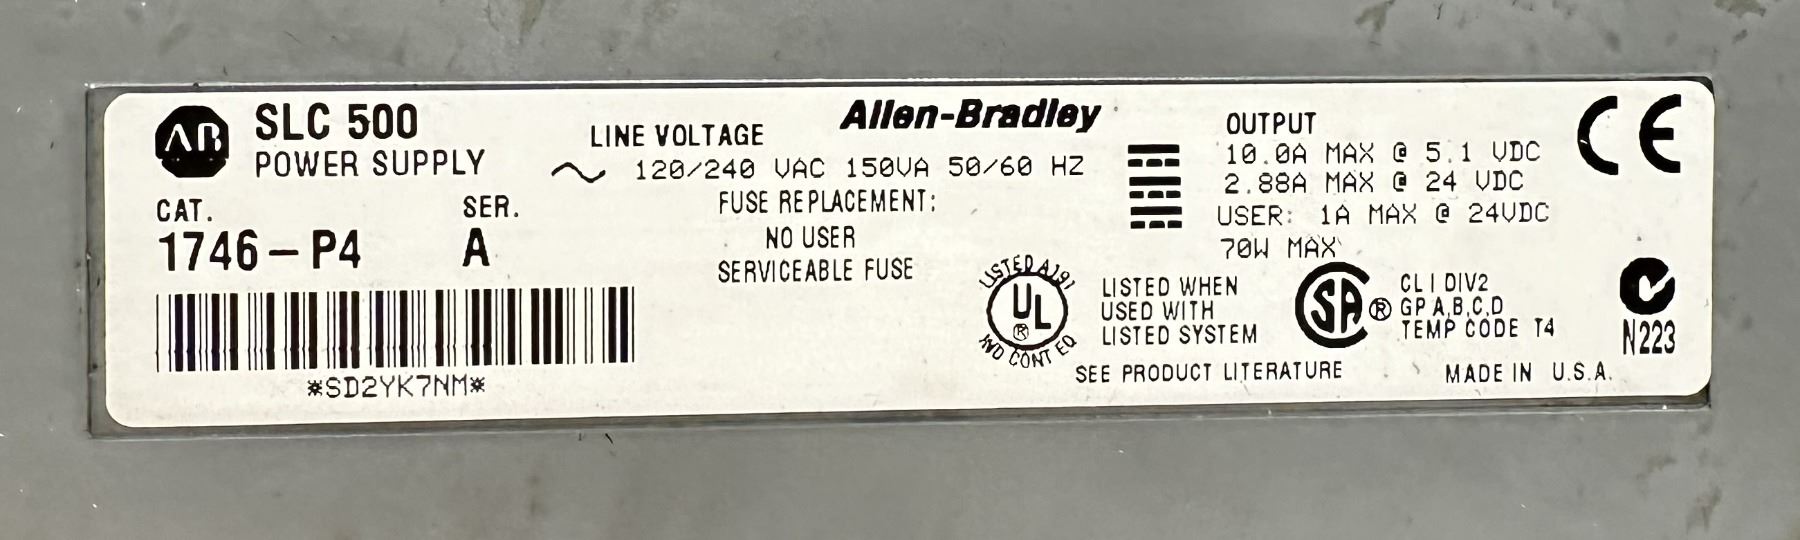 AB
SLC 500
POWER SUPPLY
CAT.
SER.
1746-P4
A
*SD2YK7NM*
Allen-Bradley
LINE VOLTAGE
120/240 VAC 150VA 50/60 HZ
FUSE REPLACEMENT:
NO USER
SERVICEABLE FUSE
OUTPUT
10.0A MAX @ 5.1 VDC
2.88A MAX @ 24 VDC
USER: 1A MAX @ 24VDC
70W MAX
CE
LISTED A197
UL
®
IND CONT EQ
LISTED WHEN
USED WITH
LISTED SYSTEM
SA ®
CL I DIV2
GP A,B,C,D
TEMP CODE T4
N223
SEE PRODUCT LITERATURE
MADE IN U.S.A.